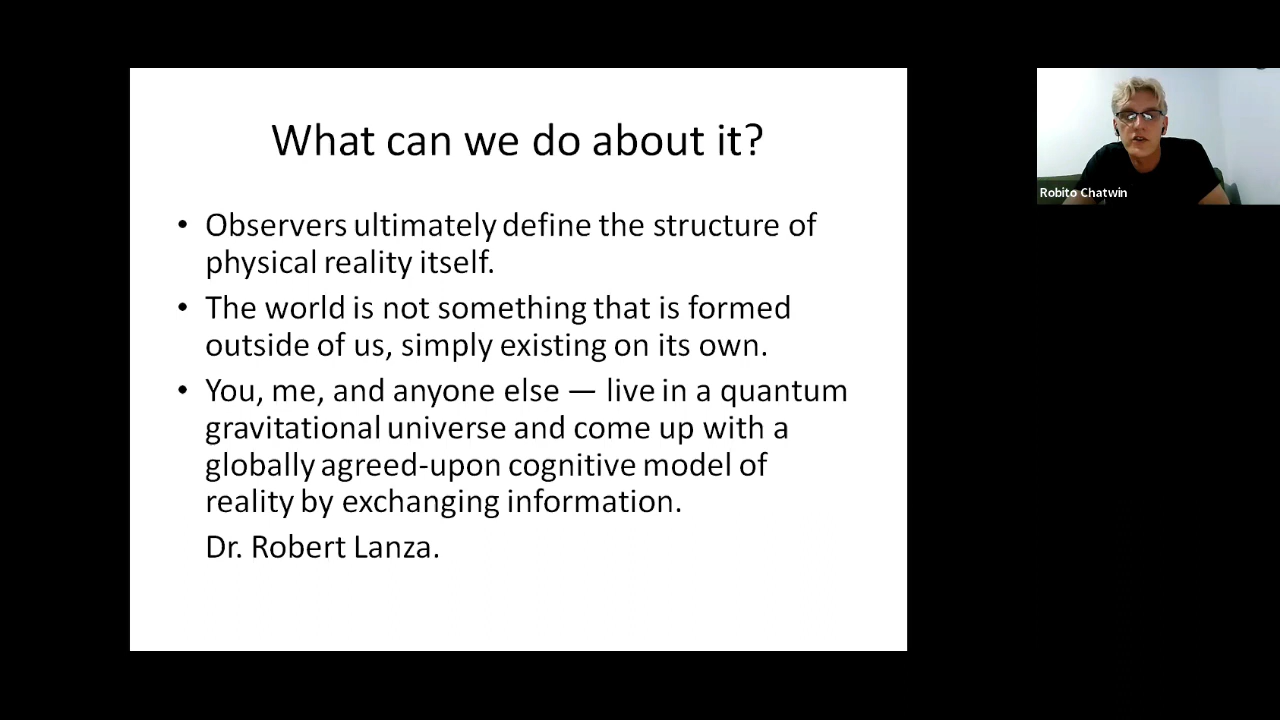 What can we do about it?
• Observers ultimately define the structure of
physical reality itself.
• The world is not something that is formed
outside of us, simply existing on its own.
• You, me, and anyone else — live in a quantum
gravitational universe and come up with a
globally agreed-upon cognitive model of
reality by exchanging information.
Dr. Robert Lanza.
Robito Chatwin